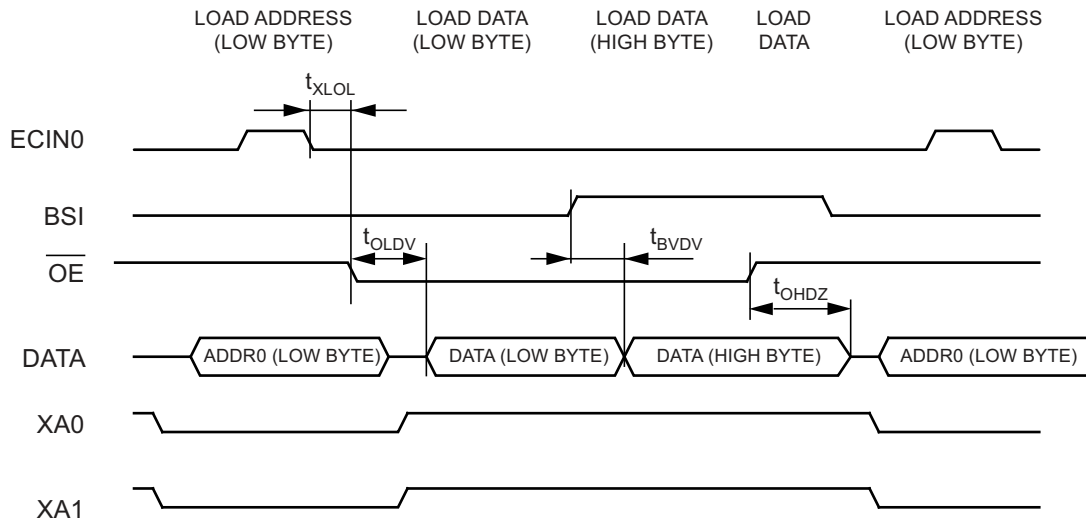 LOAD ADDRESS
(LOW BYTE)
LOAD DATA
(LOW BYTE)
LOAD DATA
(HIGH BYTE)
LOAD
DATA
LOAD ADDRESS
(LOW BYTE)
tXLOL
ECIN0
BSI
tOLDV
tBVDV
OE
tOHDZ
DATA
ADDR0 (LOW BYTE)
DATA (LOW BYTE)
DATA (HIGH BYTE)
ADDR0 (LOW BYTE)
XA0
XA1